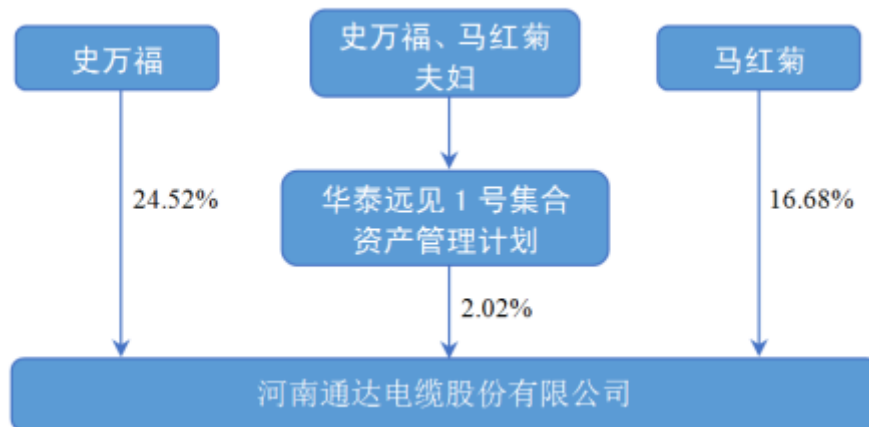 史万福
史万福、马红菊
夫妇
马红菊
24.52%
华泰远见 1 号集合
资产管理计划
16.68%
2.02%
河南通达电缆股份有限公司